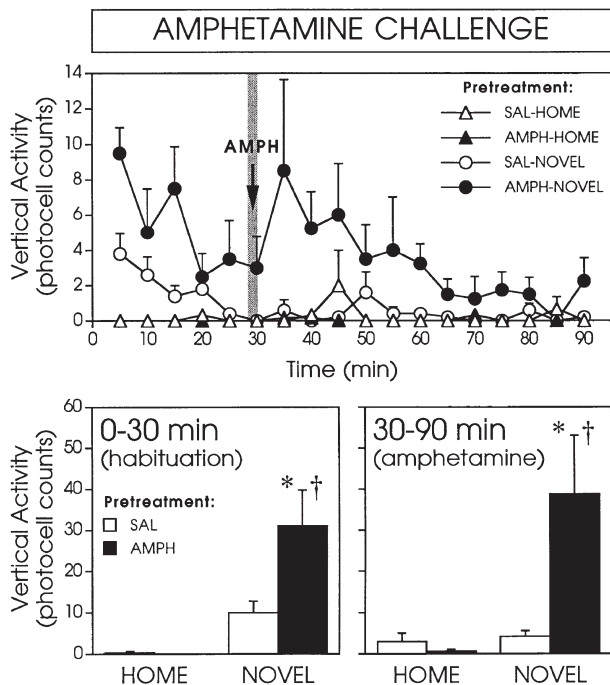 AMPHETAMINE CHALLENGE
Vertical Activity
(photocell counts)
14
12
10
8
6
4
2
0
AMPH
Pretreatment:
SAL-HOME
AMPH-HOME
SAL-NOVEL
AMPH-NOVEL
0 10 20 30 40 50 60 70 80 90
Time (min)
Vertical Activity
(photocell counts)
60
50
40
30
20
10
0
0-30 min
(habituation)
Pretreatment:
SAL
AMPH
* †
HOME NOVEL
30-90 min
(amphetamine)
* †
HOME NOVEL